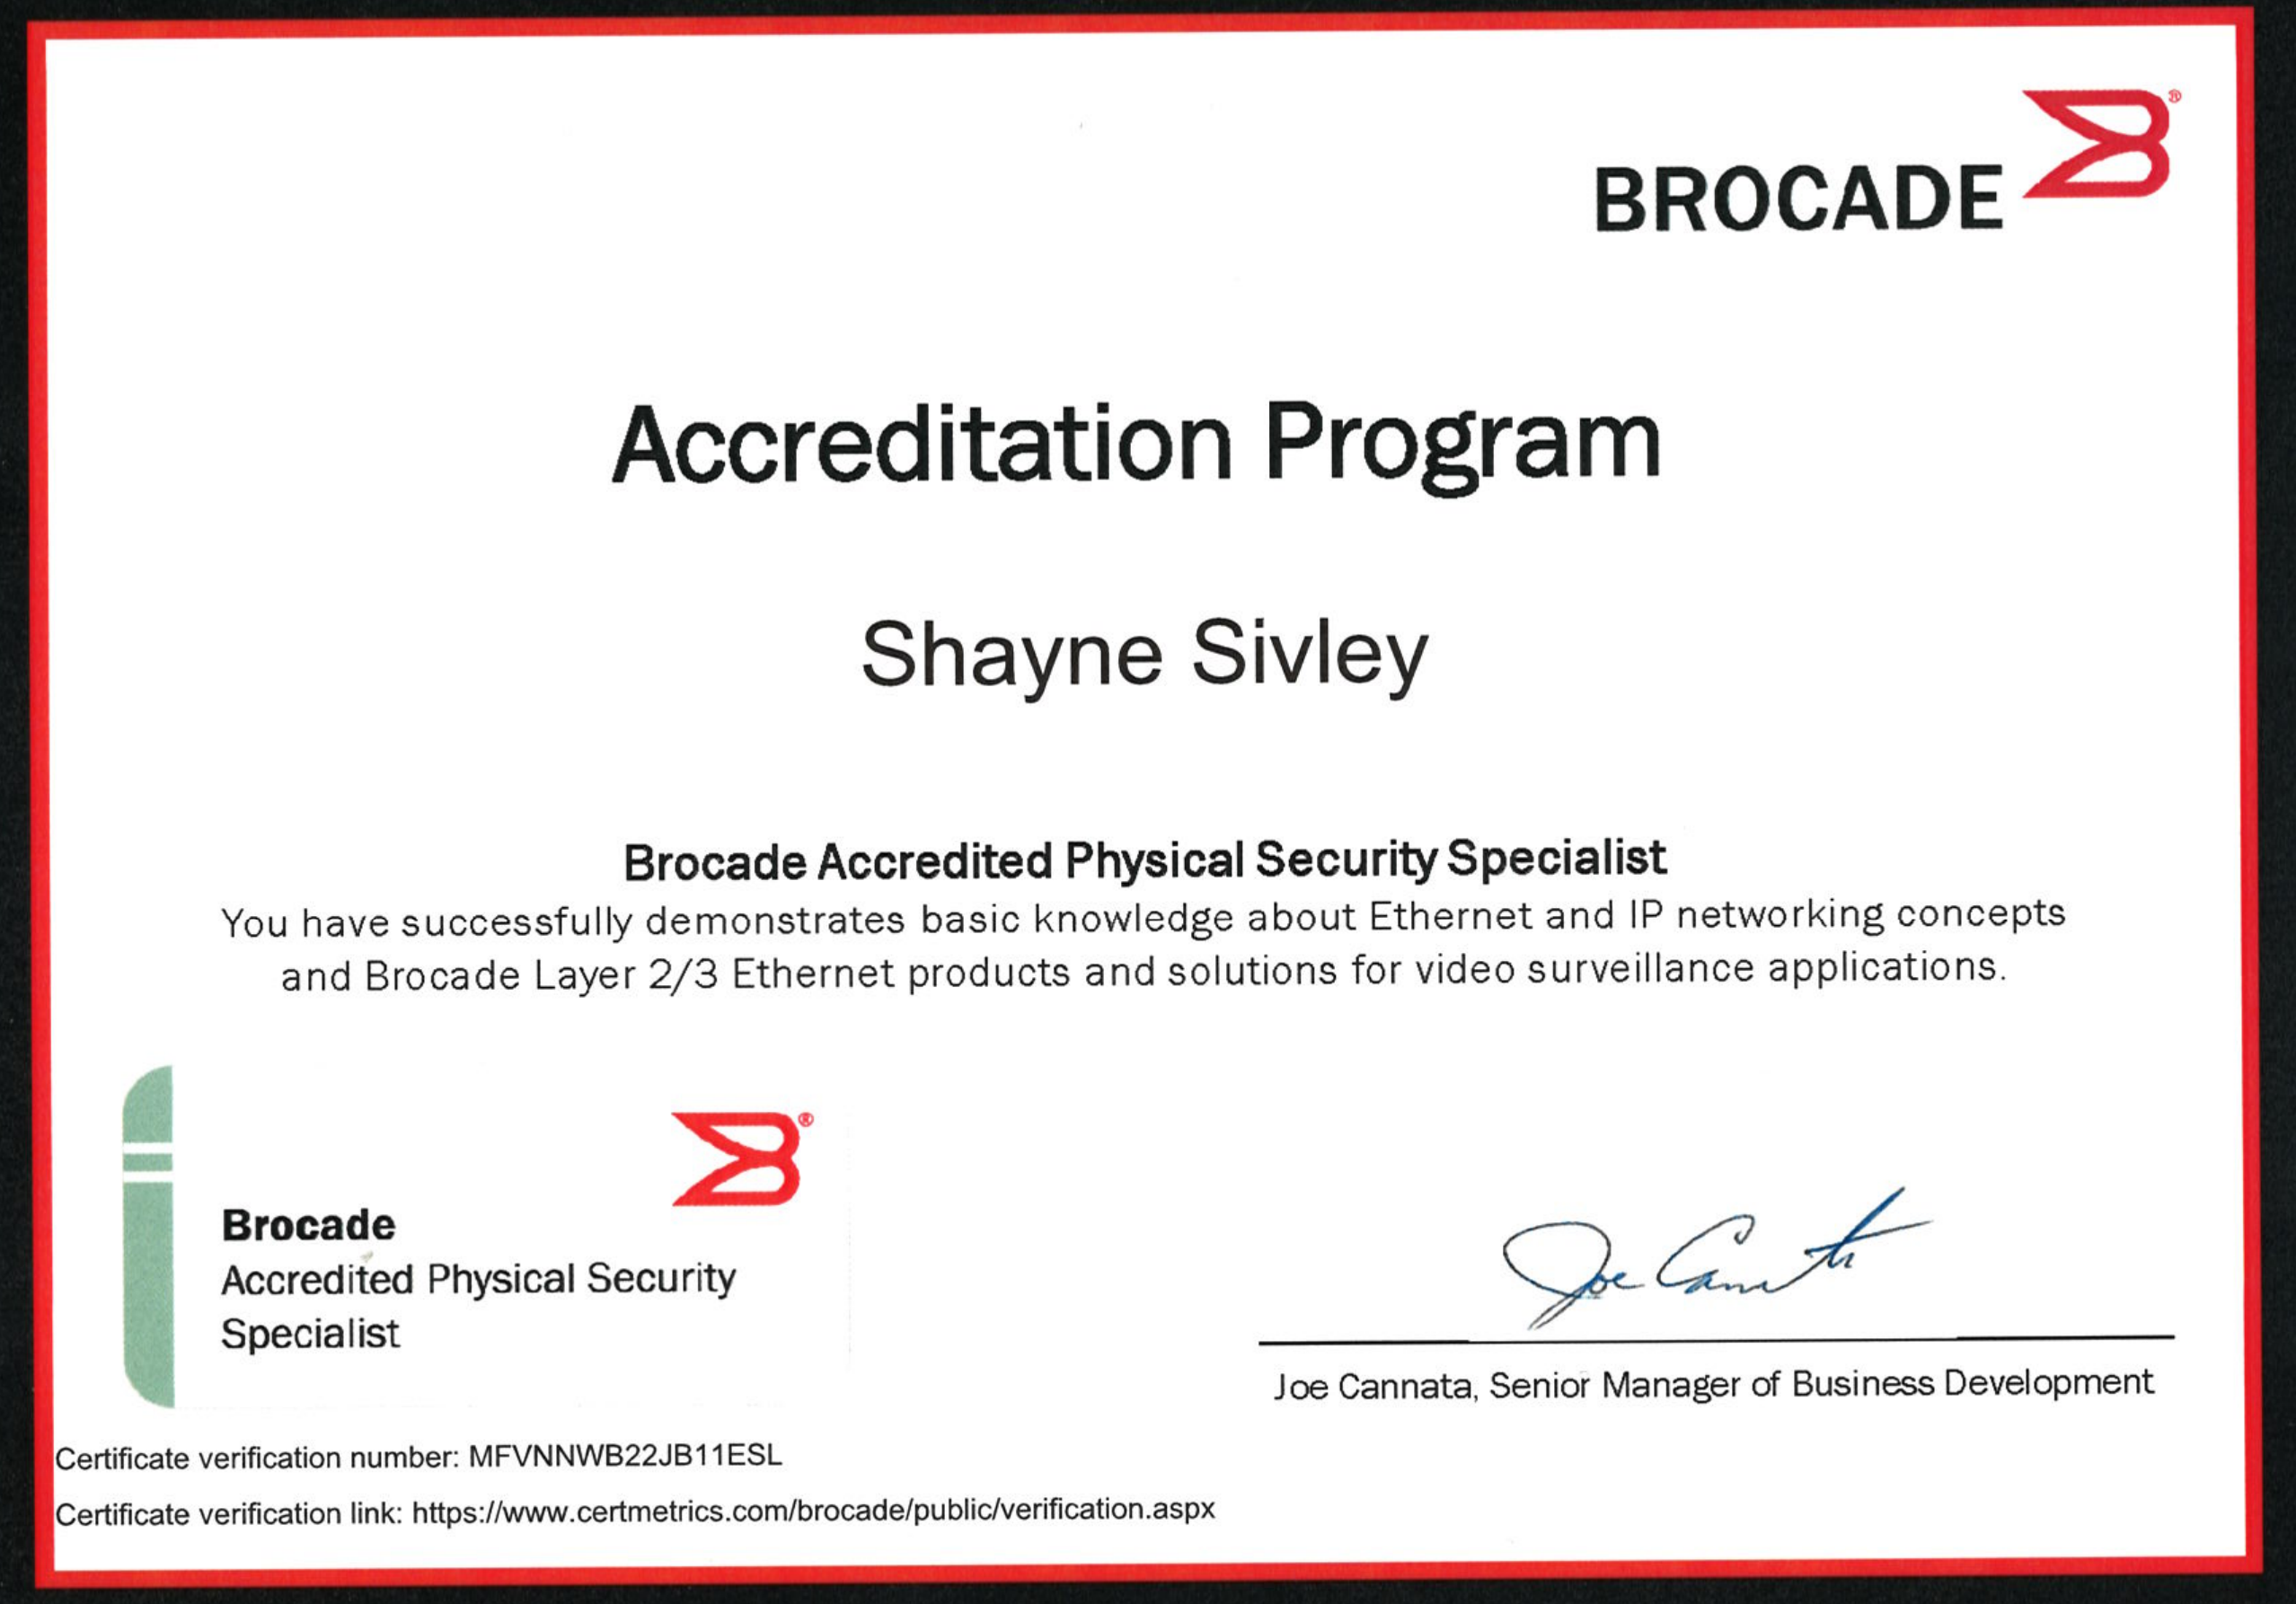 BROCADE
Accreditation Program
Shayne Sivley
Brocade Accredited Physical Security Specialist
You have successfully demonstrates basic knowledge about Ethernet and IP networking concepts
and Brocade Layer 2/3 Ethernet products and solutions for video surveillance applications.
Brocade
Accredited Physical Security
Specialist
Joe Cannata
Joe Cannata, Senior Manager of Business Development
Certificate verification number: MFVNNWB22JB11ESL
Certificate verification link: https://www.certmetrics.com/brocade/public/verification.aspx